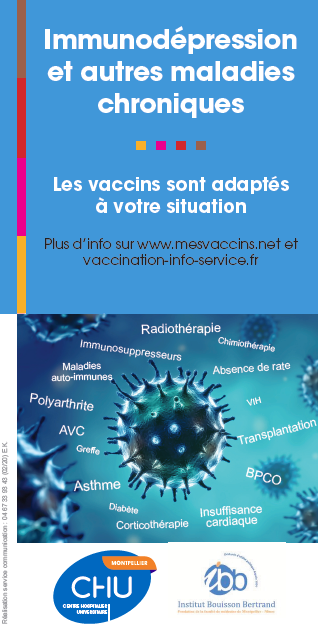 Immunodépression
et autres maladies
chroniques
Les vaccins sont adaptés
à votre situation
Plus d'info sur www.mesvaccins.net et
vaccination-info-service.fr
Radiothérapie
Chimiothérapie
Immunosuppresseurs
Maladies
auto-immunes
Absence de rate
Polyarthrite
VIH
AVC
Transplantation
Greffe
BPCO
Asthme
Diabète
Insuffisance
cardiaque
Corticothérapie
Réalisation service communication : 04 67 33 93 43 (02/20) E.K.
MONTPELLIER
CHU
CENTRE HOSPITALIER
UNIVERSITAIRE
ibb
Institut Bouisson Bertrand